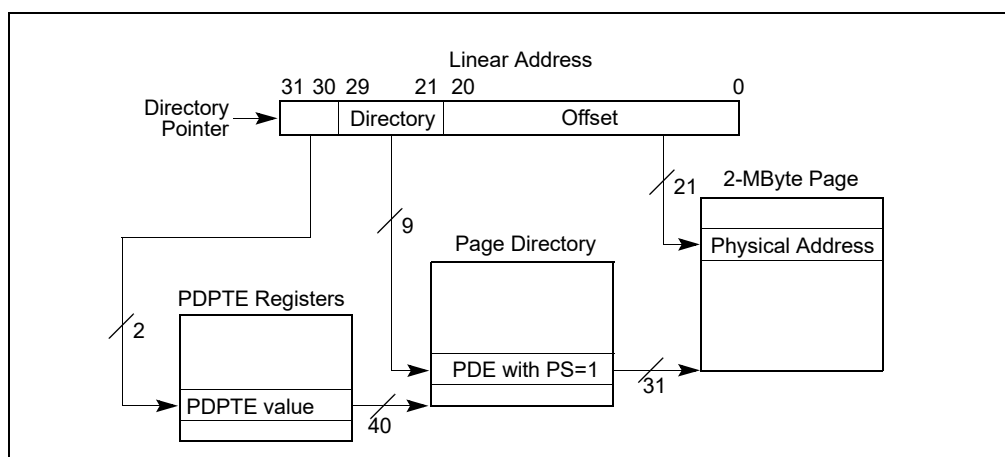 Linear Address
31 30 29 21 20 0
Directory Pointer
Directory
Offset
21
2-MByte Page
9
Page Directory
Physical Address
PDPTE Registers
2
PDE with PS=1
31
PDPTE value
40